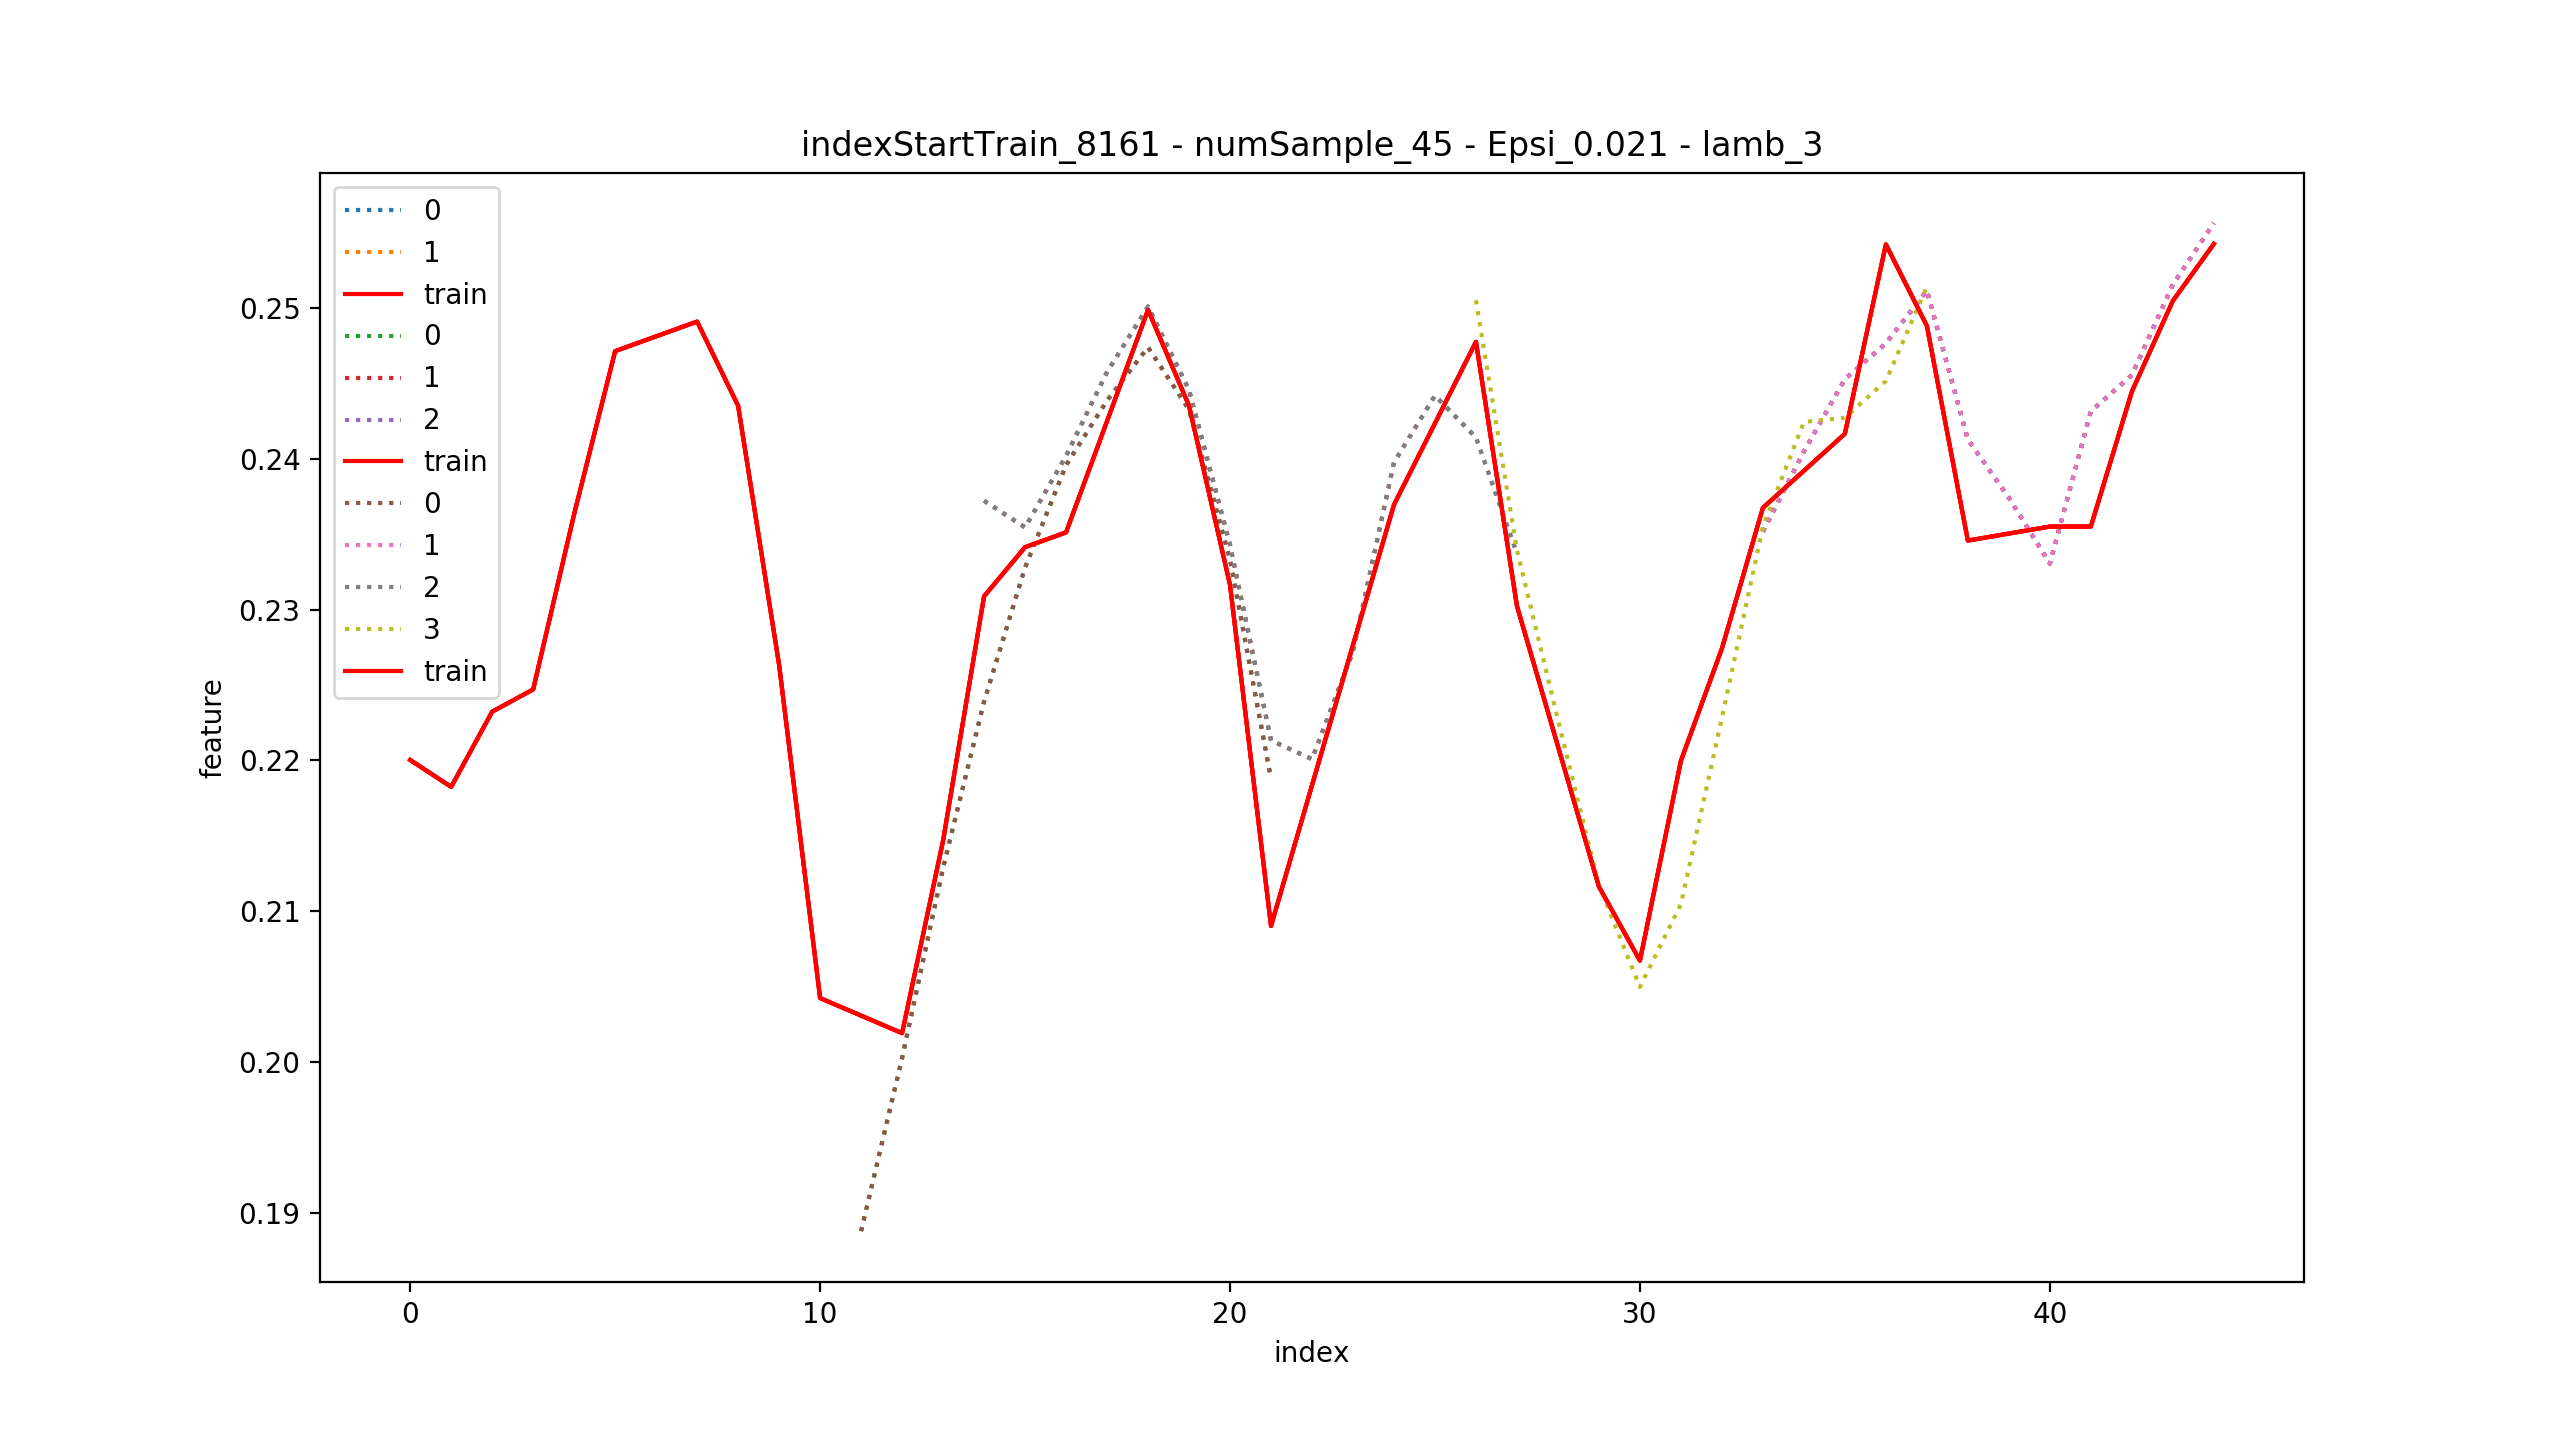 indexStartTrain_8161 - numSample_45 - Epsi_0.021 - lamb_3
0
1
train
0
1
2
train
0
1
2
3
train
0.25
0.24
0.23
0.22
0.21
0.20
0.19
feature
0 10 20 30 40
index